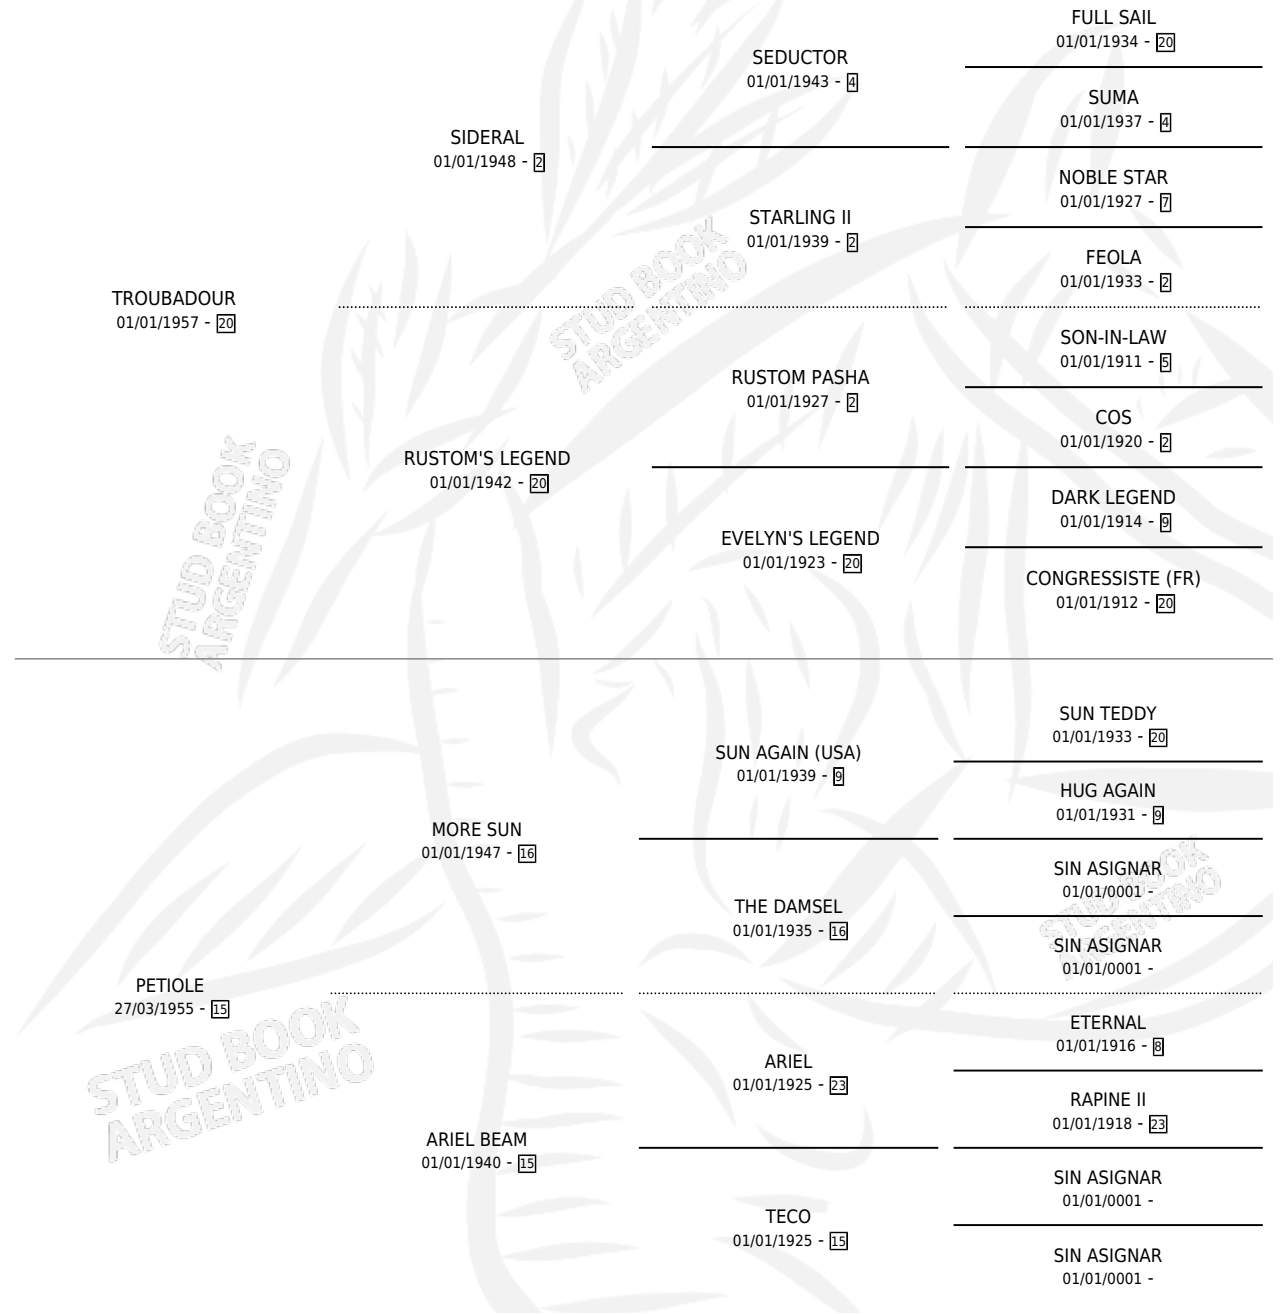 FULL SAIL
01/01/1934 - 20
SEDUCTOR
01/01/1943 - 4
SUMA
01/01/1937 - 4
SIDERAL
01/01/1948 - 2
NOBLE STAR
01/01/1927 - 7
STARLING II
01/01/1939 - 2
FEOLA
01/01/1933 - 2
TROUBADOUR
01/01/1957 - 20
SON-IN-LAW
01/01/1911 - 5
RUSTOM PASHA
01/01/1927 - 2
COS
01/01/1920 - 2
RUSTOM'S LEGEND
01/01/1942 - 20
DARK LEGEND
01/01/1914 - 9
EVELYN'S LEGEND
01/01/1923 - 20
CONGRESSISTE (FR)
01/01/1912 - 20
SUN TEDDY
01/01/1933 - 20
SUN AGAIN (USA)
01/01/1939 - 9
HUG AGAIN
01/01/1931 - 9
MORE SUN
01/01/1947 - 16
SIN ASIGNAR
01/01/0001 -
THE DAMSEL
01/01/1935 - 16
SIN ASIGNAR
01/01/0001 -
PETIOLE
27/03/1955 - 15
ETERNAL
01/01/1916 - 8
ARIEL
01/01/1925 - 23
RAPINE II
01/01/1918 - 23
ARIEL BEAM
01/01/1940 - 15
SIN ASIGNAR
01/01/0001 -
TECO
01/01/1925 - 15
SIN ASIGNAR
01/01/0001 -
STUD BOOK
ARGENTINO
STUD BOOK
ARGENTINO
STUD BOOK
ARGENTINO
STUD BOOK
ARGENTINO